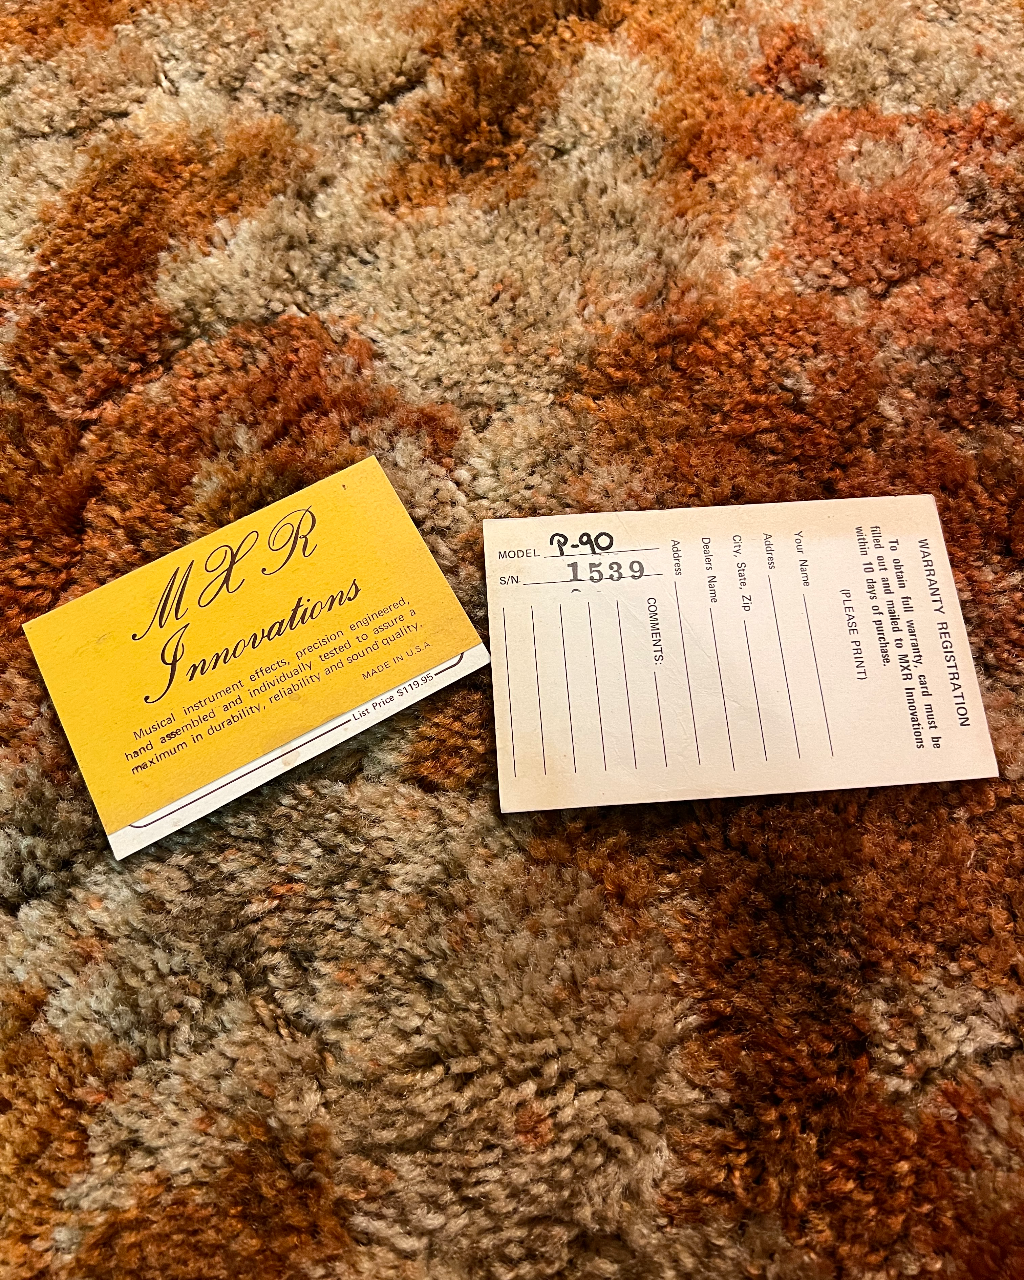 MXR
Innovations
Musical instrument effects, precision engineered,
hand assembled and individually tested to assure a
maximum in durability, reliability and sound quality.
MADE IN U.S.A
List Price $119.95
MODEL P-90
S/N 1539
WARRANTY REGISTRATION
To obtain full warranty, card must be
filled out and mailed to MXR Innovations
within 10 days of purchase.
(PLEASE PRINT)
Your Name
Address
City, State, Zip
Dealers Name
Address
COMMENTS: